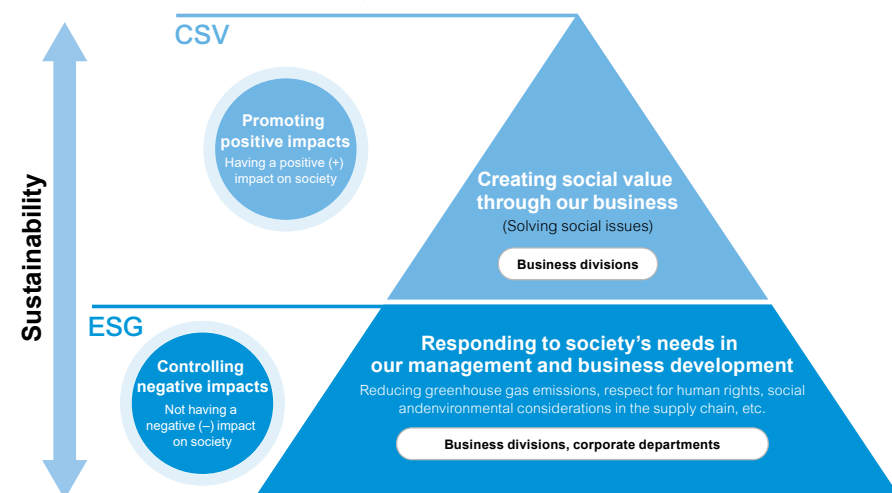 CSV
Promoting
positive impacts
Having a positive (+)
impact on society
Creating social value
through our business
(Solving social issues)
Business divisions
Sustainability
ESG
Controlling
negative impacts
Not having a
negative (–) impact
on society
Responding to society’s needs in
our management and business development
Reducing greenhouse gas emissions, respect for human rights, social
andenvironmental considerations in the supply chain, etc.
Business divisions, corporate departments